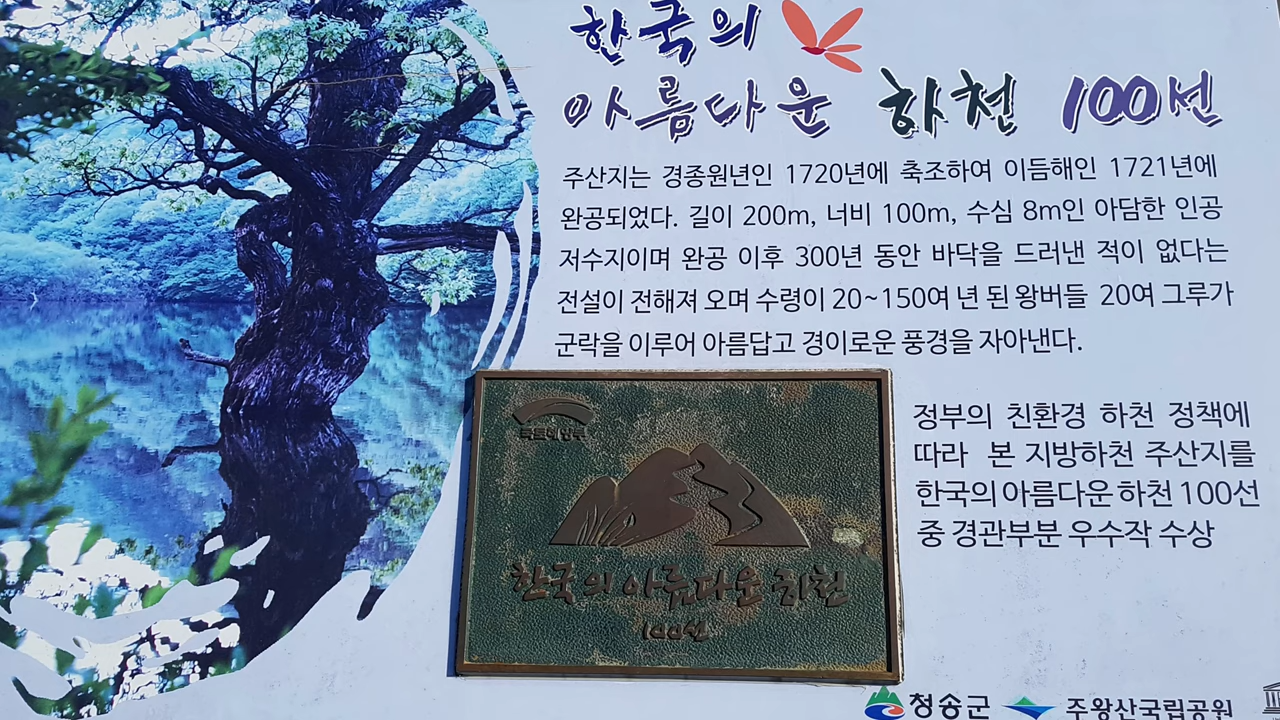 한국의
아름다운 하천 100선
주산지는 경종원년인 1720년에 축조하여 이듬해인 1721년에
완공되었다. 길이 200m, 너비 100m, 수심 8m인 아담한 인공
저수지이며 완공 이후 300년 동안 바닥을 드러낸 적이 없다는
전설이 전해져 오며 수령이 20~150여 년 된 왕버들 20여 그루가
군락을 이루어 아름답고 경이로운 풍경을 자아낸다.
정부의 친환경 하천 정책에
따라 본 지방하천 주산지를
한국의 아름다운 하천 100선
중 경관부분 우수작 수상
국토해양부
한국의 아름다운 하천
100선
청송군 주왕산국립공원